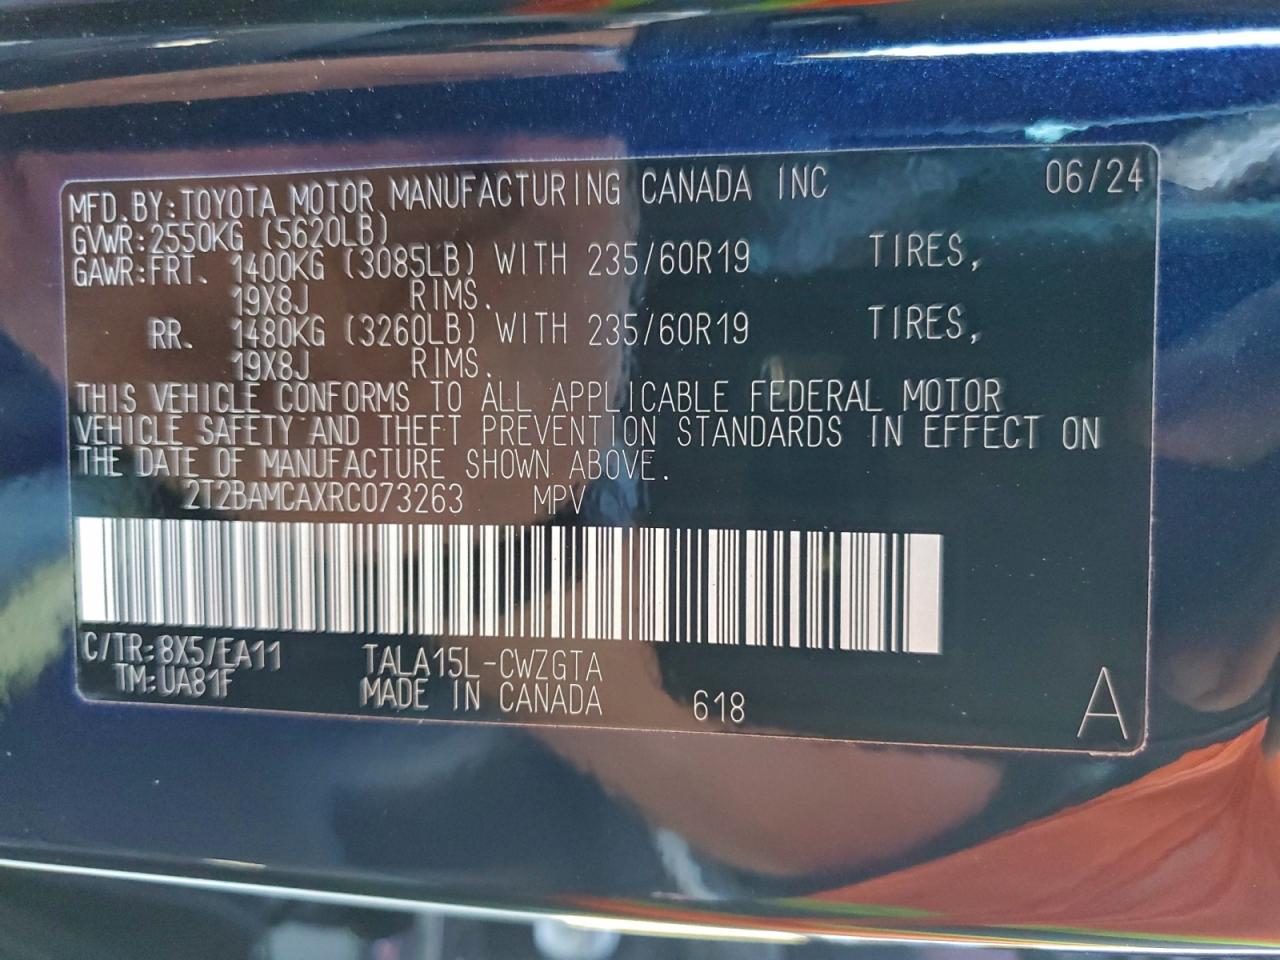 MFD.BY:TOYOTA MOTOR MANUFACTURING CANADA INC 06/24
GVWR:2550KG (5620LB)
GAWR:FRT. 1400KG (3085LB) WITH 235/60R19 TIRES,
19X8J RIMS.
RR. 1480KG (3260LB) WITH 235/60R19 TIRES,
19X8J RIMS.
THIS VEHICLE CONFORMS TO ALL APPLICABLE FEDERAL MOTOR
VEHICLE SAFETY AND THEFT PREVENTION STANDARDS IN EFFECT ON
THE DATE OF MANUFACTURE SHOWN ABOVE.
2T2BAMCAXRC073263 MPV
C/TR:8X5/EA11 TALA15L-CWZGTA
TM:UA81F MADE IN CANADA 618 A